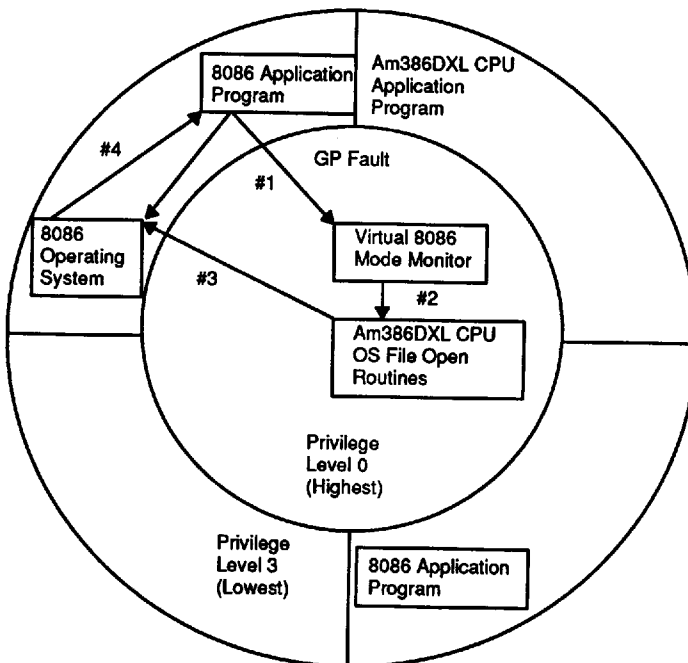 8086 Application
Program
Am386DXL CPU
Application
Program
#4
GP Fault
#1
8086
Operating
System
Virtual 8086
Mode Monitor
#3
#2
Am386DXL CPU
OS File Open
Routines
Privilege
Level 0
(Highest)
Privilege
Level 3
(Lowest)
8086 Application
Program